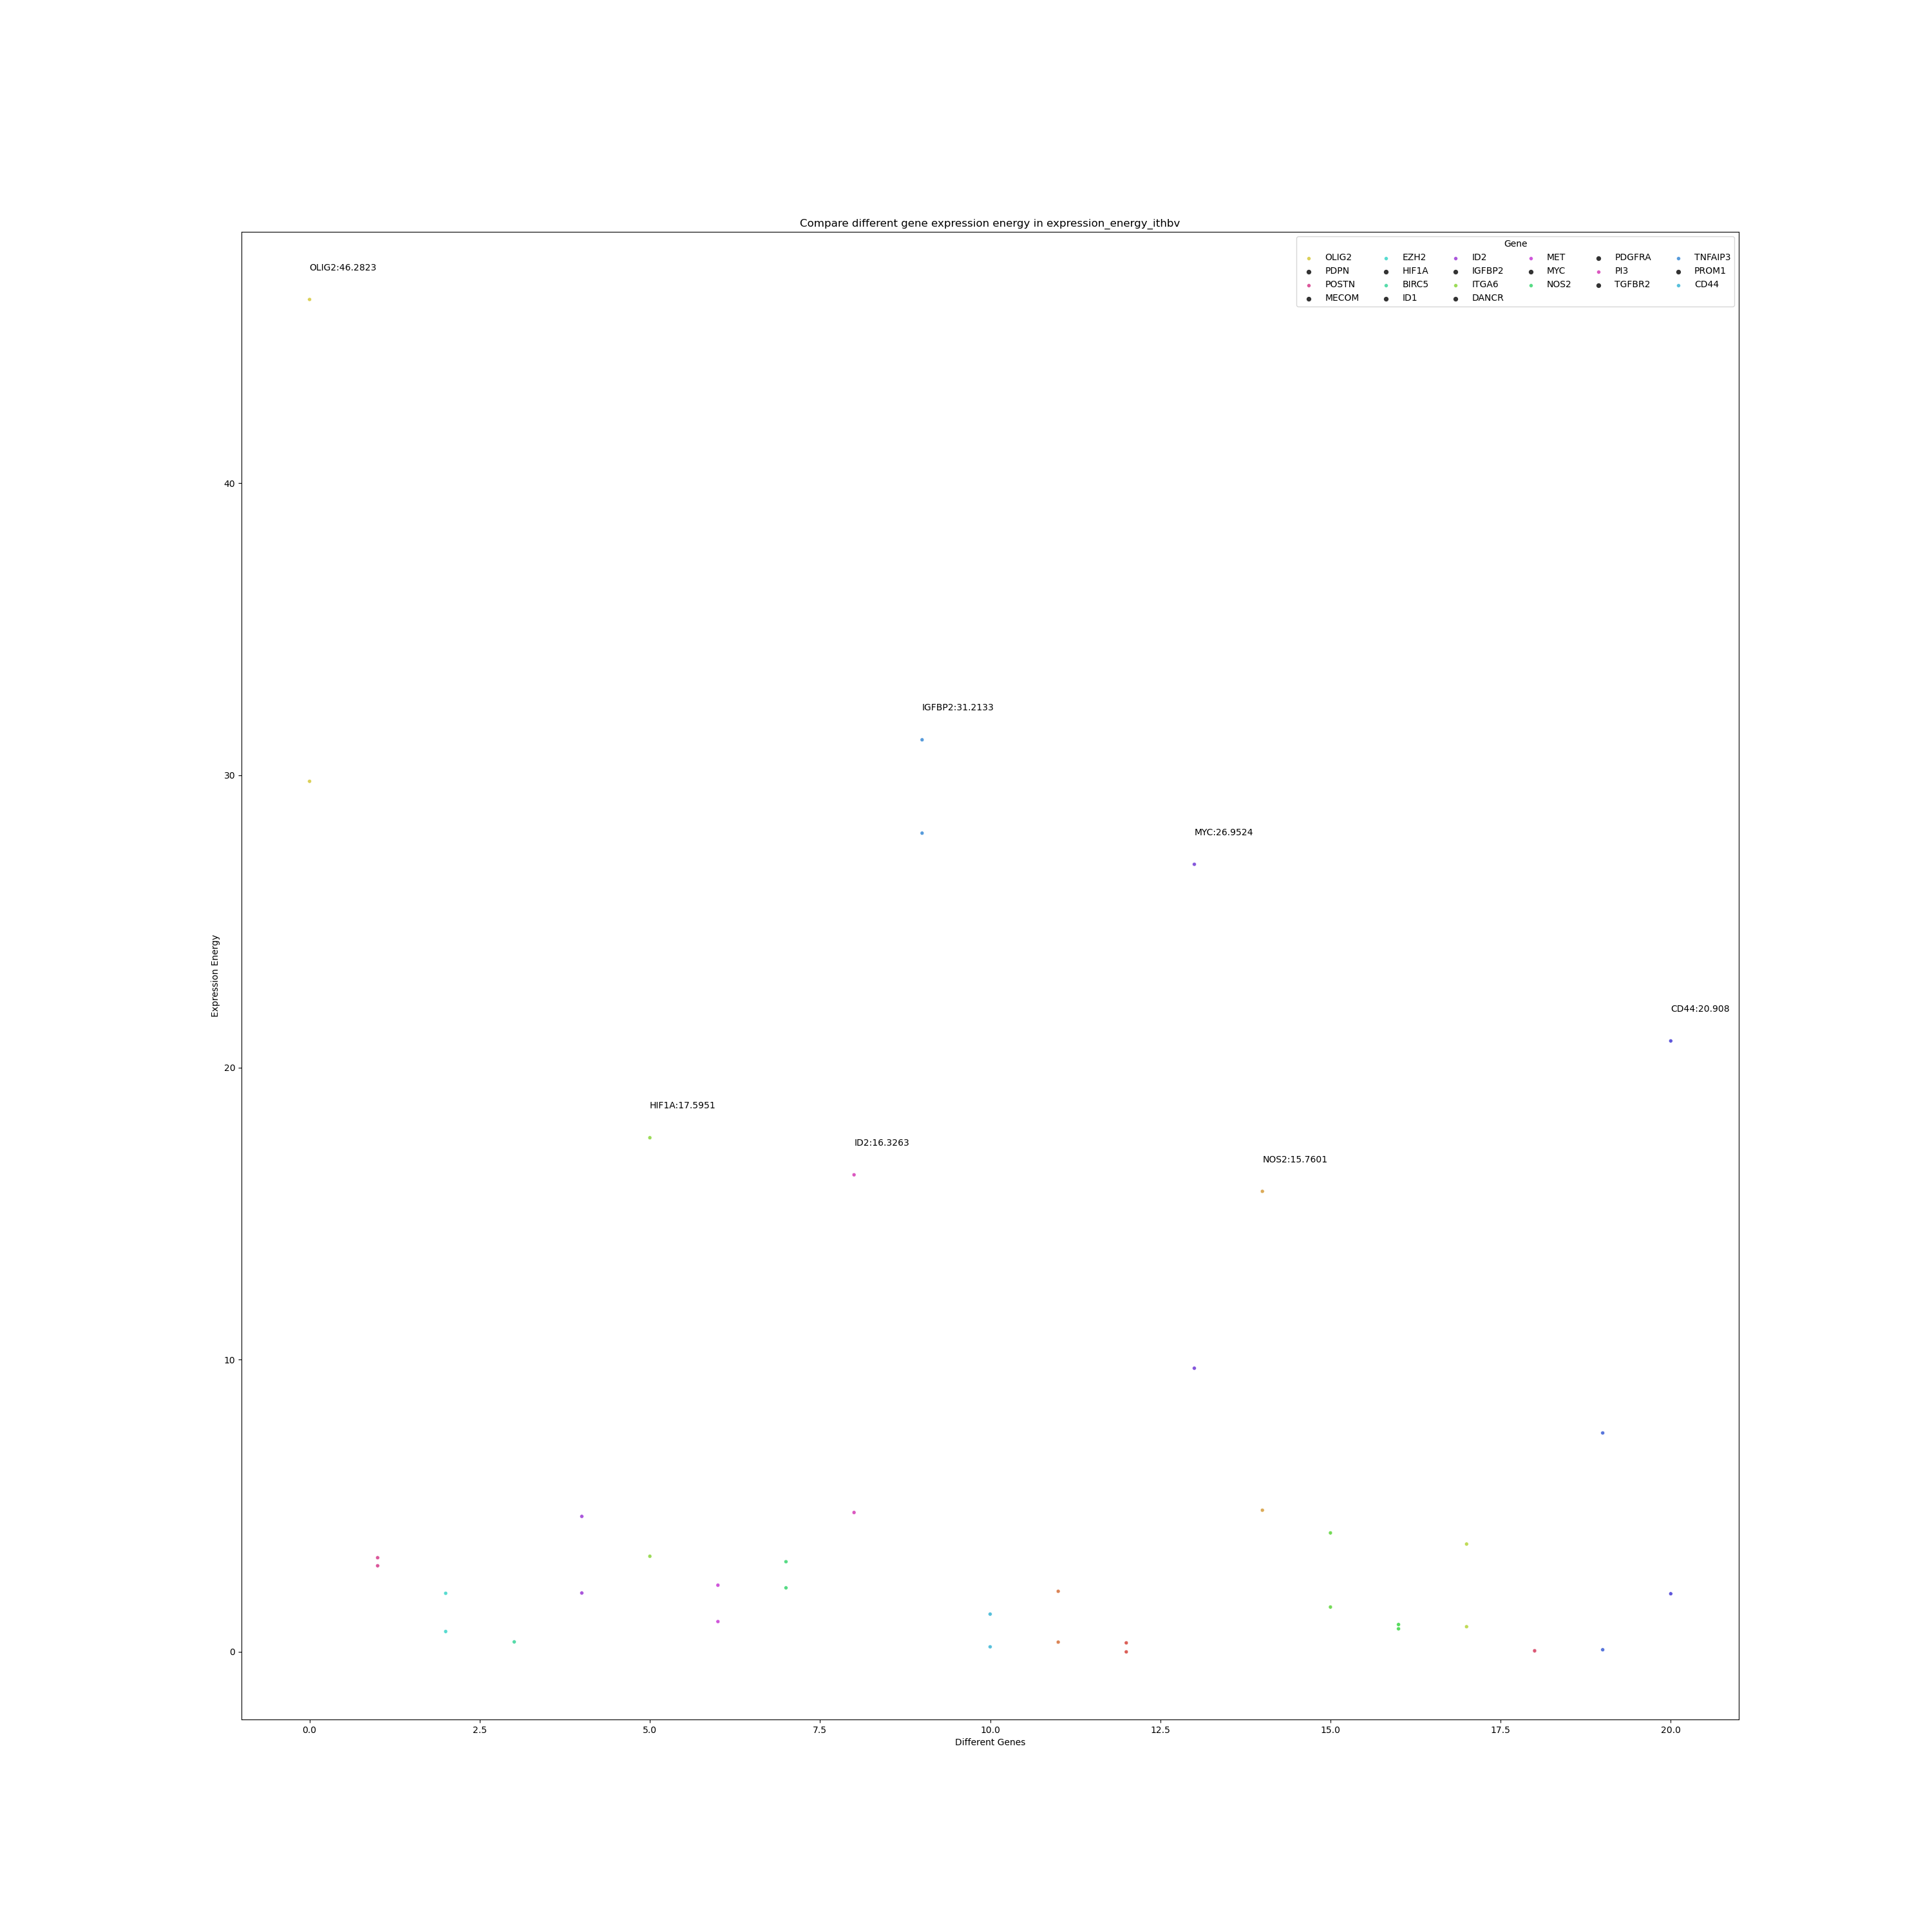 Compare different gene expression energy in expression_energy_ithbv
Gene
OLIG2 EZH2 ID2 MET PDGFRA TNFAIP3
PDPN HIF1A IGFBP2 MYC PI3 PROM1
POSTN BIRC5 ITGA6 NOS2 TGFBR2 CD44
MECOM ID1 DANCR
OLIG2:46.2823
40
IGFBP2:31.2133
30
MYC:26.9524
Expression Energy
CD44:20.908
20
HIF1A:17.5951
ID2:16.3263
NOS2:15.7601
10
0
0.0 2.5 5.0 7.5 10.0 12.5 15.0 17.5 20.0
Different Genes